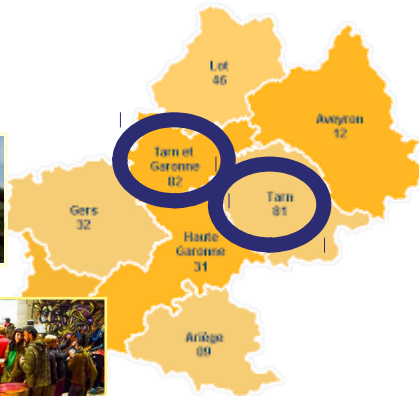 Lot
46
Aveyron
12
Tarn et
Garonne
82
Tarn
81
Gers
32
Haute
Garonne
31
Ariège
09